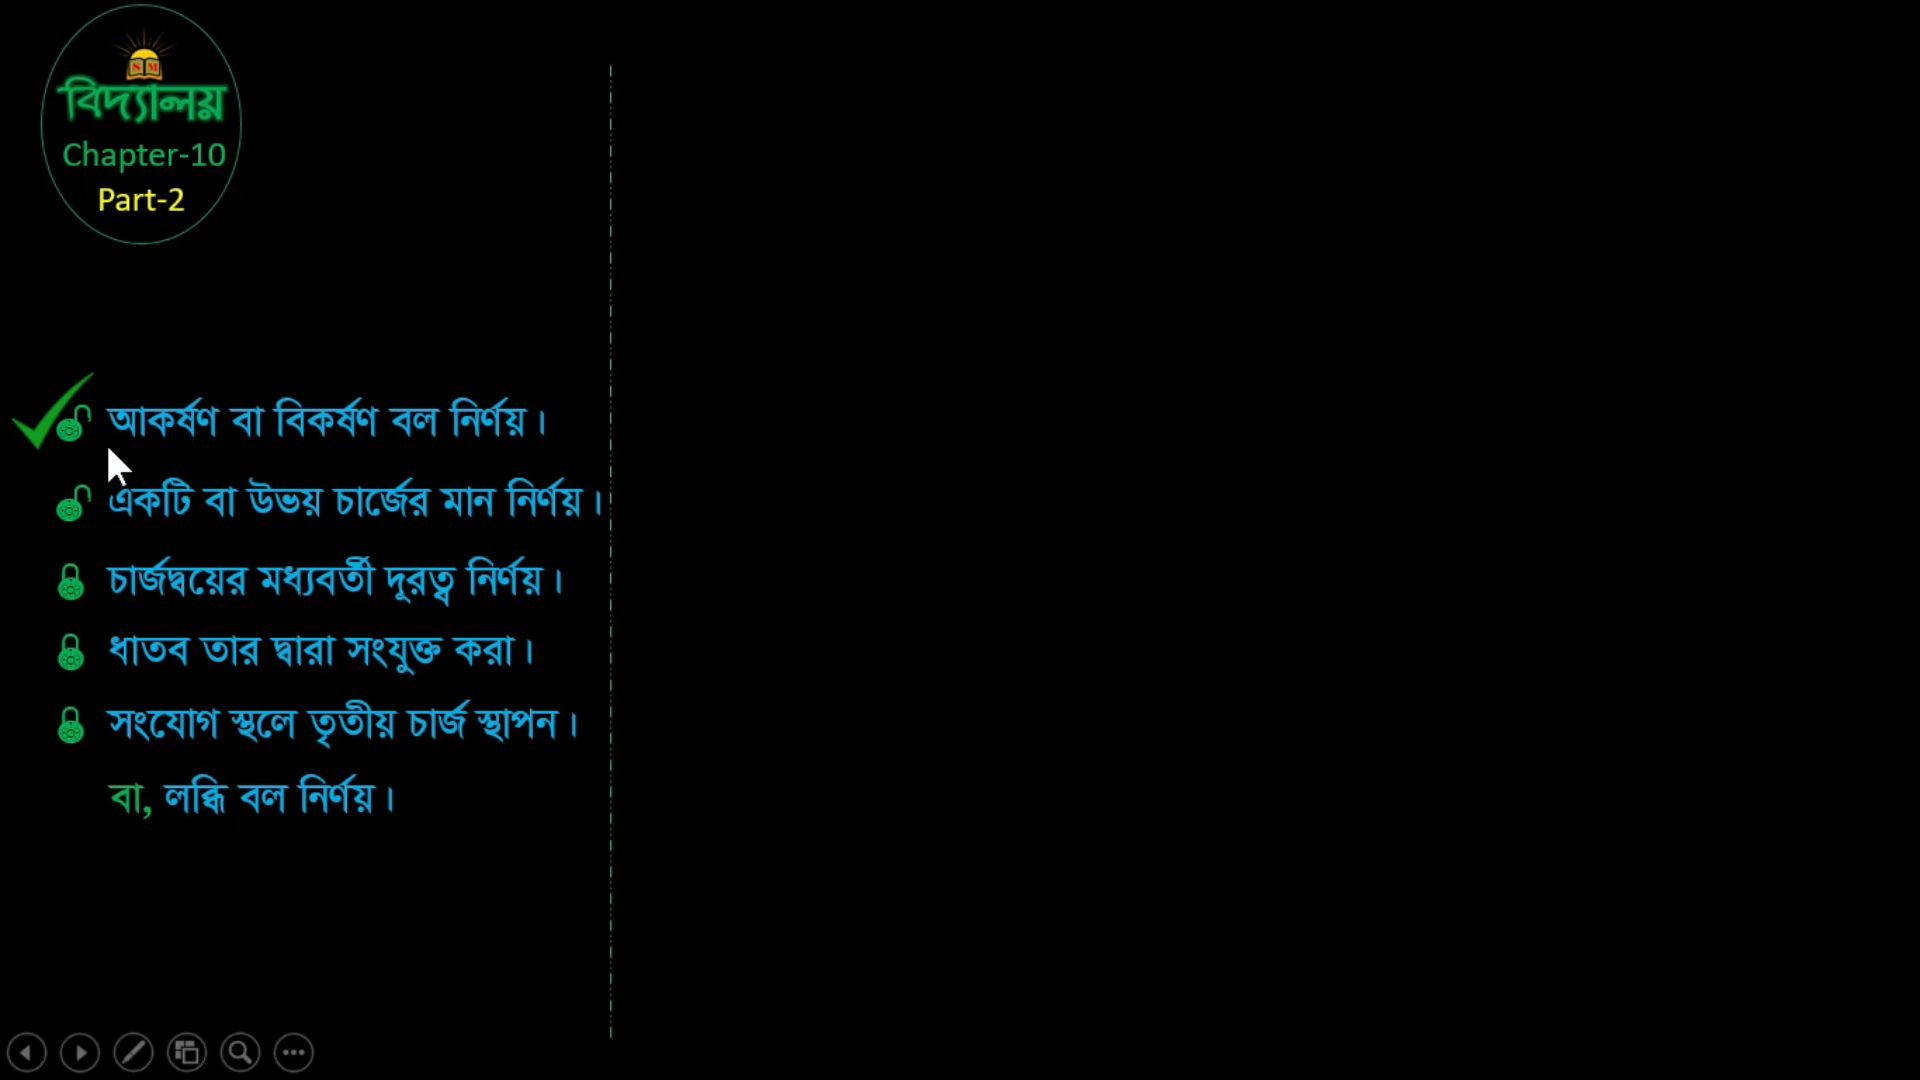 S M
বিদ্যালয়
Chapter-10
Part-2
আকর্ষণ বা বিকর্ষণ বল নির্ণয়।
একটি বা উভয় চার্জের মান নির্ণয়।
চার্জদ্বয়ের মধ্যবর্তী দূরত্ব নির্ণয়।
ধাতব তার দ্বারা সংযুক্ত করা।
সংযোগ স্থলে তৃতীয় চার্জ স্থাপন।
বা, লব্ধি বল নির্ণয়।